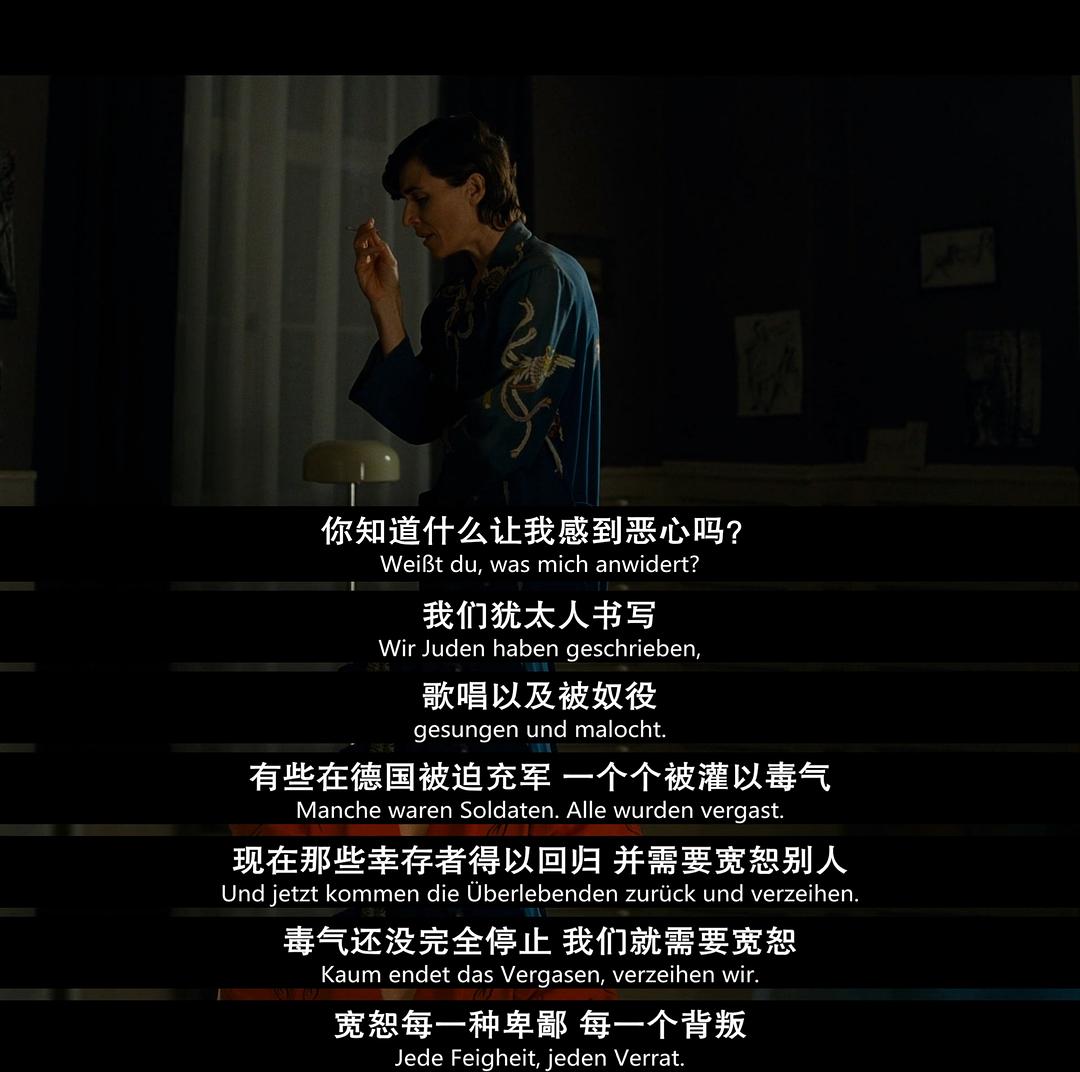 你知道什么让我感到恶心吗?
Weißt du, was mich anwidert?
我们犹太人书写
Wir Juden haben geschrieben,
歌唱以及被奴役
gesungen und malocht.
有些在德国被迫充军 一个个被灌以毒气
Manche waren Soldaten. Alle wurden vergast.
现在那些幸存者得以回归 并需要宽恕别人
Und jetzt kommen die Überlebenden zurück und verzeihen.
毒气还没完全停止 我们就需要宽恕
Kaum endet das Vergasen, verzeihen wir.
宽恕每一种卑鄙 每一个背叛
Jede Feigheit, jeden Verrat.